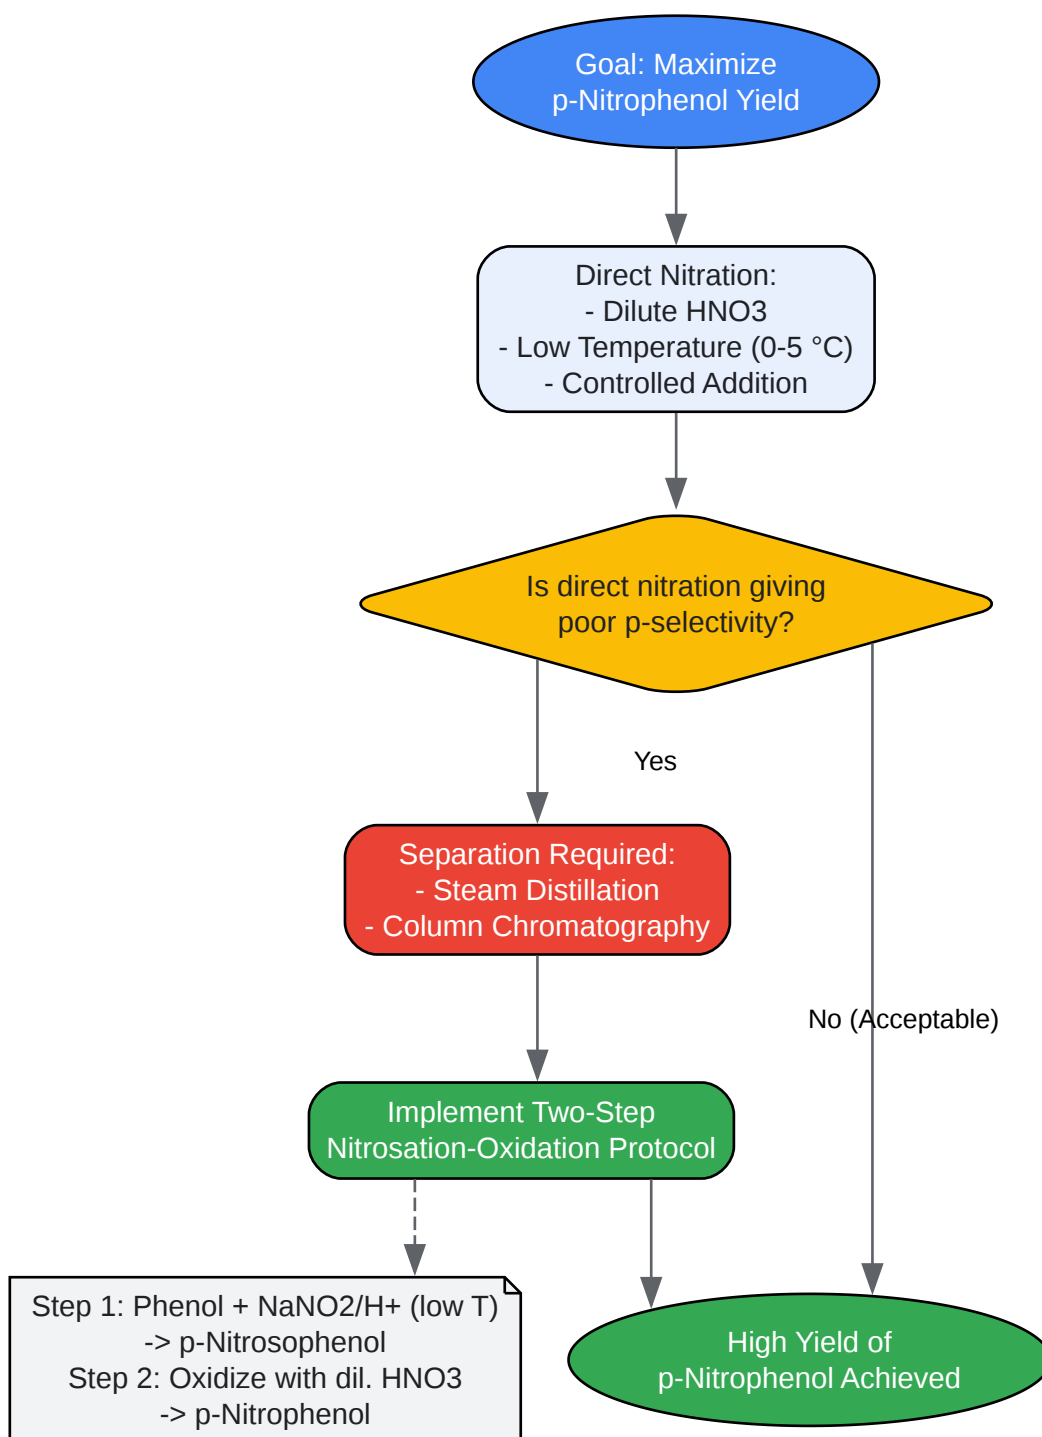 Goal: Maximize
p-Nitrophenol Yield
Direct Nitration:
- Dilute HNO3
- Low Temperature (0-5 °C)
- Controlled Addition
Is direct nitration giving
poor p-selectivity?
Yes
Separation Required:
- Steam Distillation
- Column Chromatography
No (Acceptable)
Implement Two-Step
Nitrosation-Oxidation Protocol
Step 1: Phenol + NaNO2/H+ (low T)
-> p-Nitrosophenol
Step 2: Oxidize with dil. HNO3
-> p-Nitrophenol
High Yield of
p-Nitrophenol Achieved